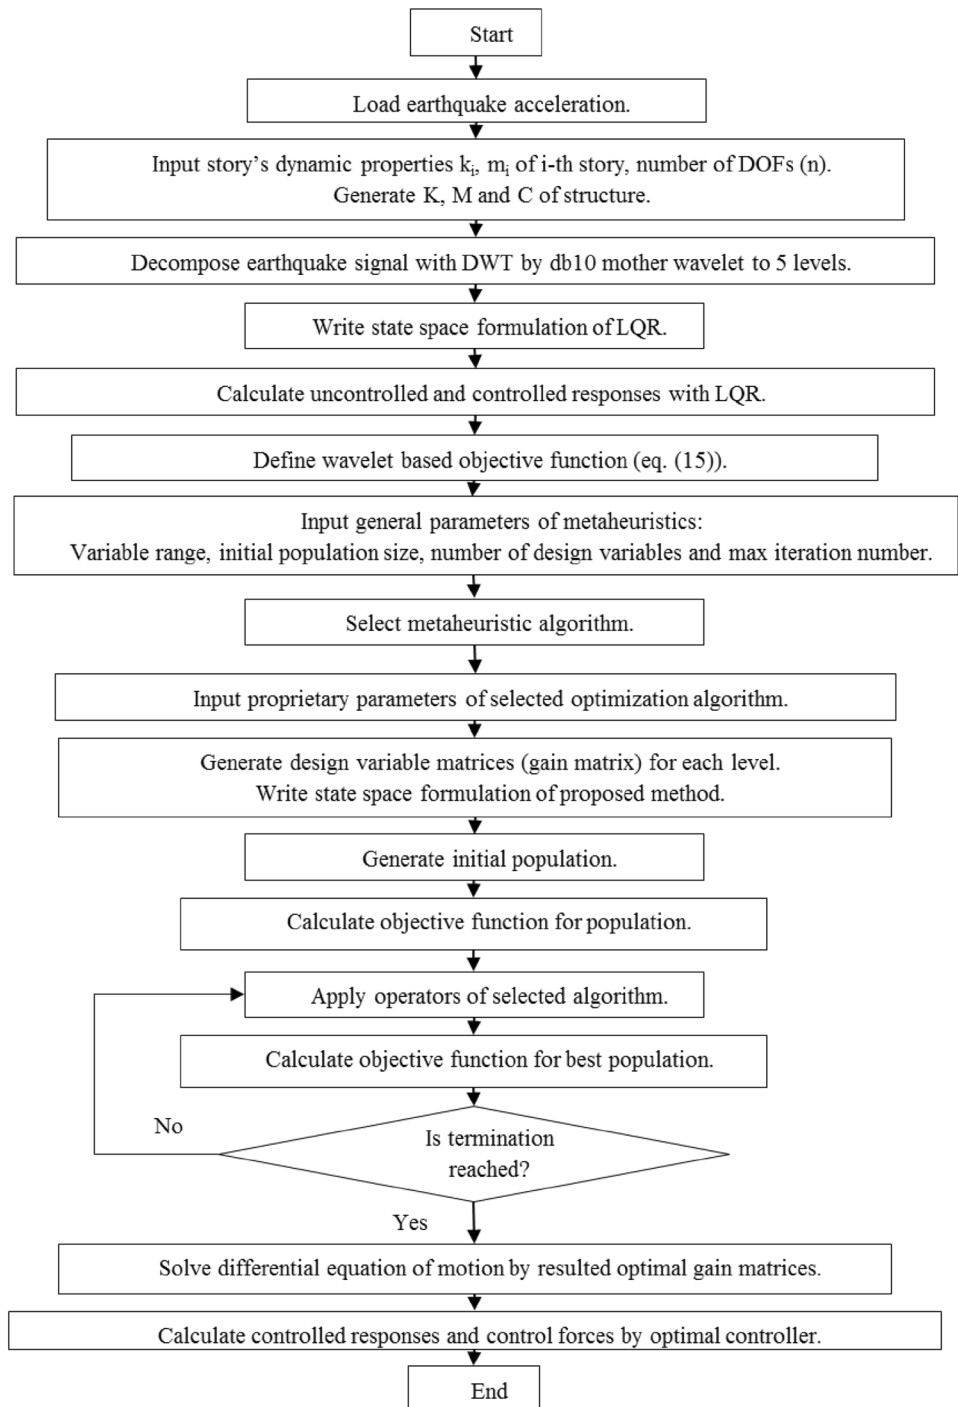 Start
Load earthquake acceleration.
Input story's dynamic properties kᵢ, mᵢ of i-th story, number of DOFs (n).
Generate K, M and C of structure.
Decompose earthquake signal with DWT by db10 mother wavelet to 5 levels.
Write state space formulation of LQR.
Calculate uncontrolled and controlled responses with LQR.
Define wavelet based objective function (eq. (15)).
Input general parameters of metaheuristics:
Variable range, initial population size, number of design variables and max iteration number.
Select metaheuristic algorithm.
Input proprietary parameters of selected optimization algorithm.
Generate design variable matrices (gain matrix) for each level.
Write state space formulation of proposed method.
Generate initial population.
Calculate objective function for population.
Apply operators of selected algorithm.
Calculate objective function for best population.
No
Is termination
reached?
Yes
Solve differential equation of motion by resulted optimal gain matrices.
Calculate controlled responses and control forces by optimal controller.
End